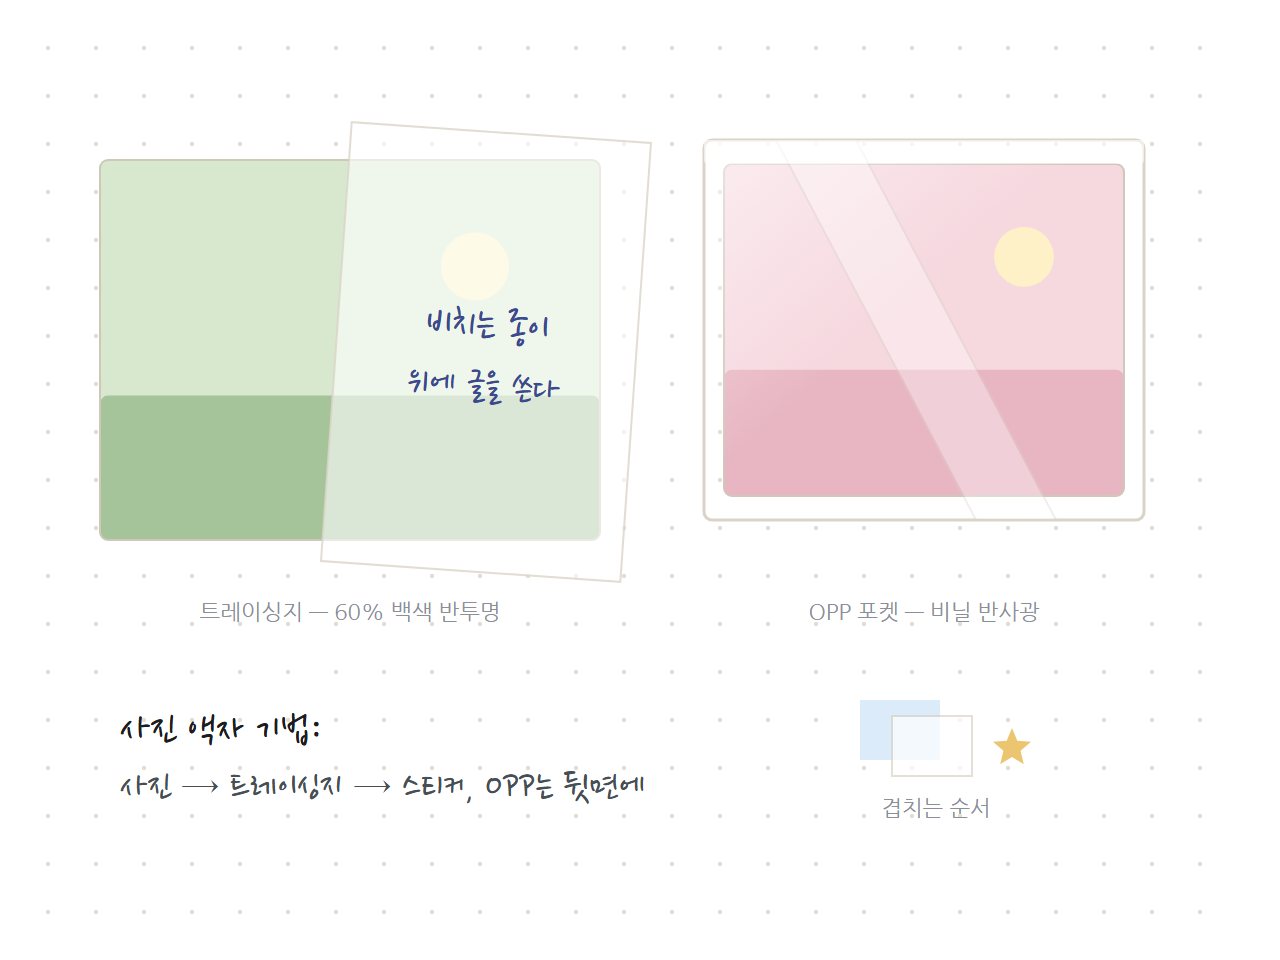 비치는 종이
위에 글을 쓴다
트레이싱지 — 60% 백색 반투명
OPP 포켓 — 비닐 반사광
사진 액자 기법:
사진 → 트레이싱지 → 스티커, OPP는 뒷면에
겹치는 순서